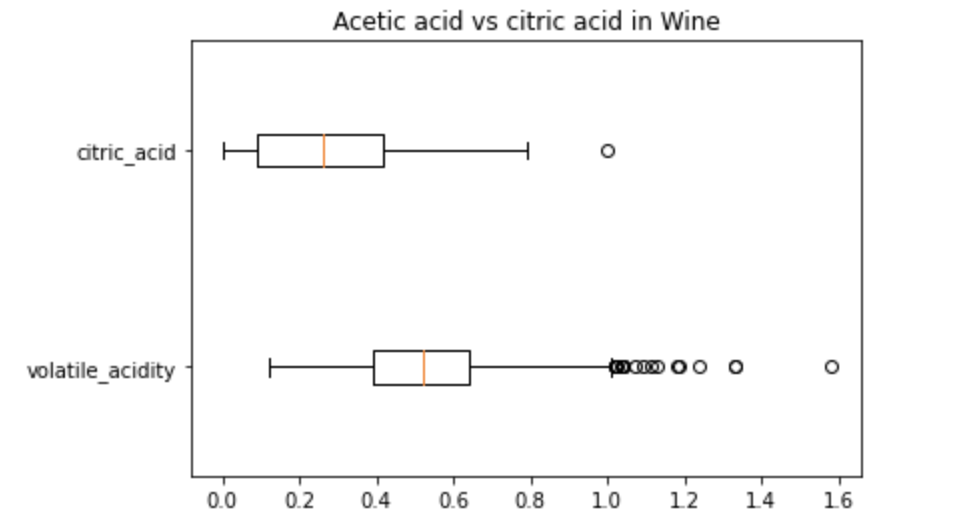 Acetic acid vs citric acid in Wine
citric_acid
volatile_acidity
0.0 0.2 0.4 0.6 0.8 1.0 1.2 1.4 1.6